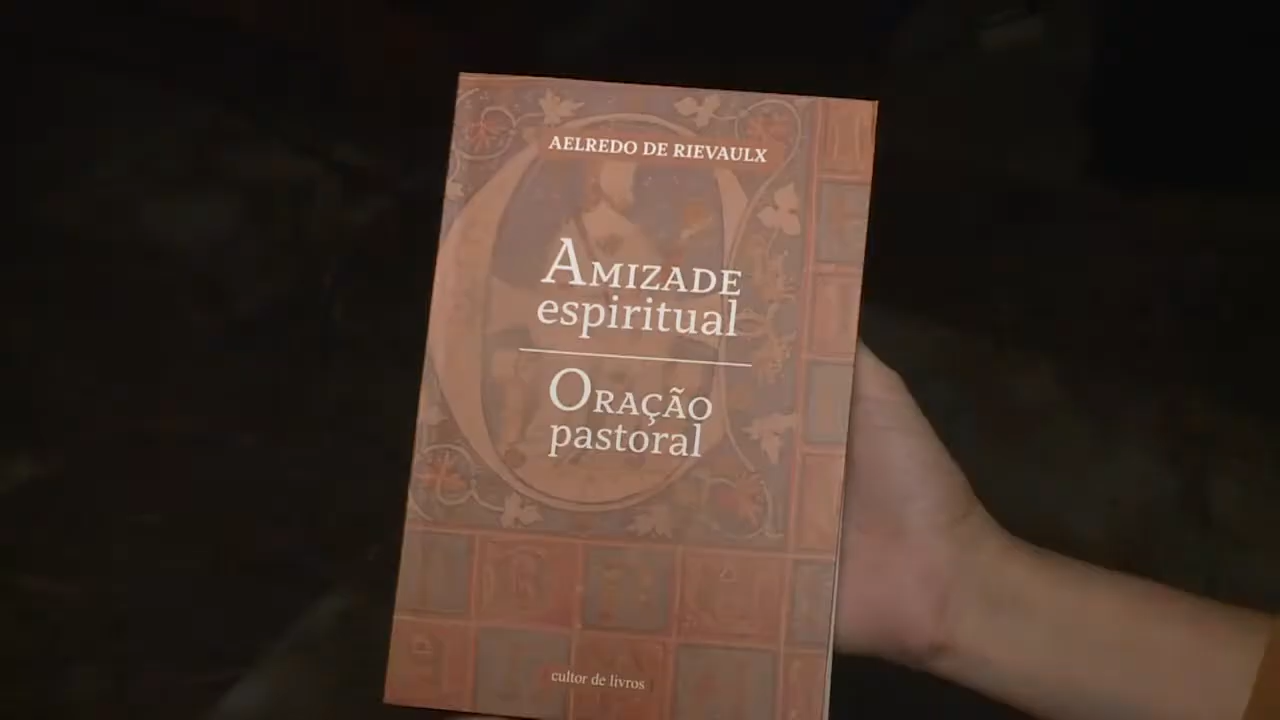 AELREDO DE RIEVAULX
AMIZADE
espiritual
ORAÇÃO
pastoral
cultor de livros